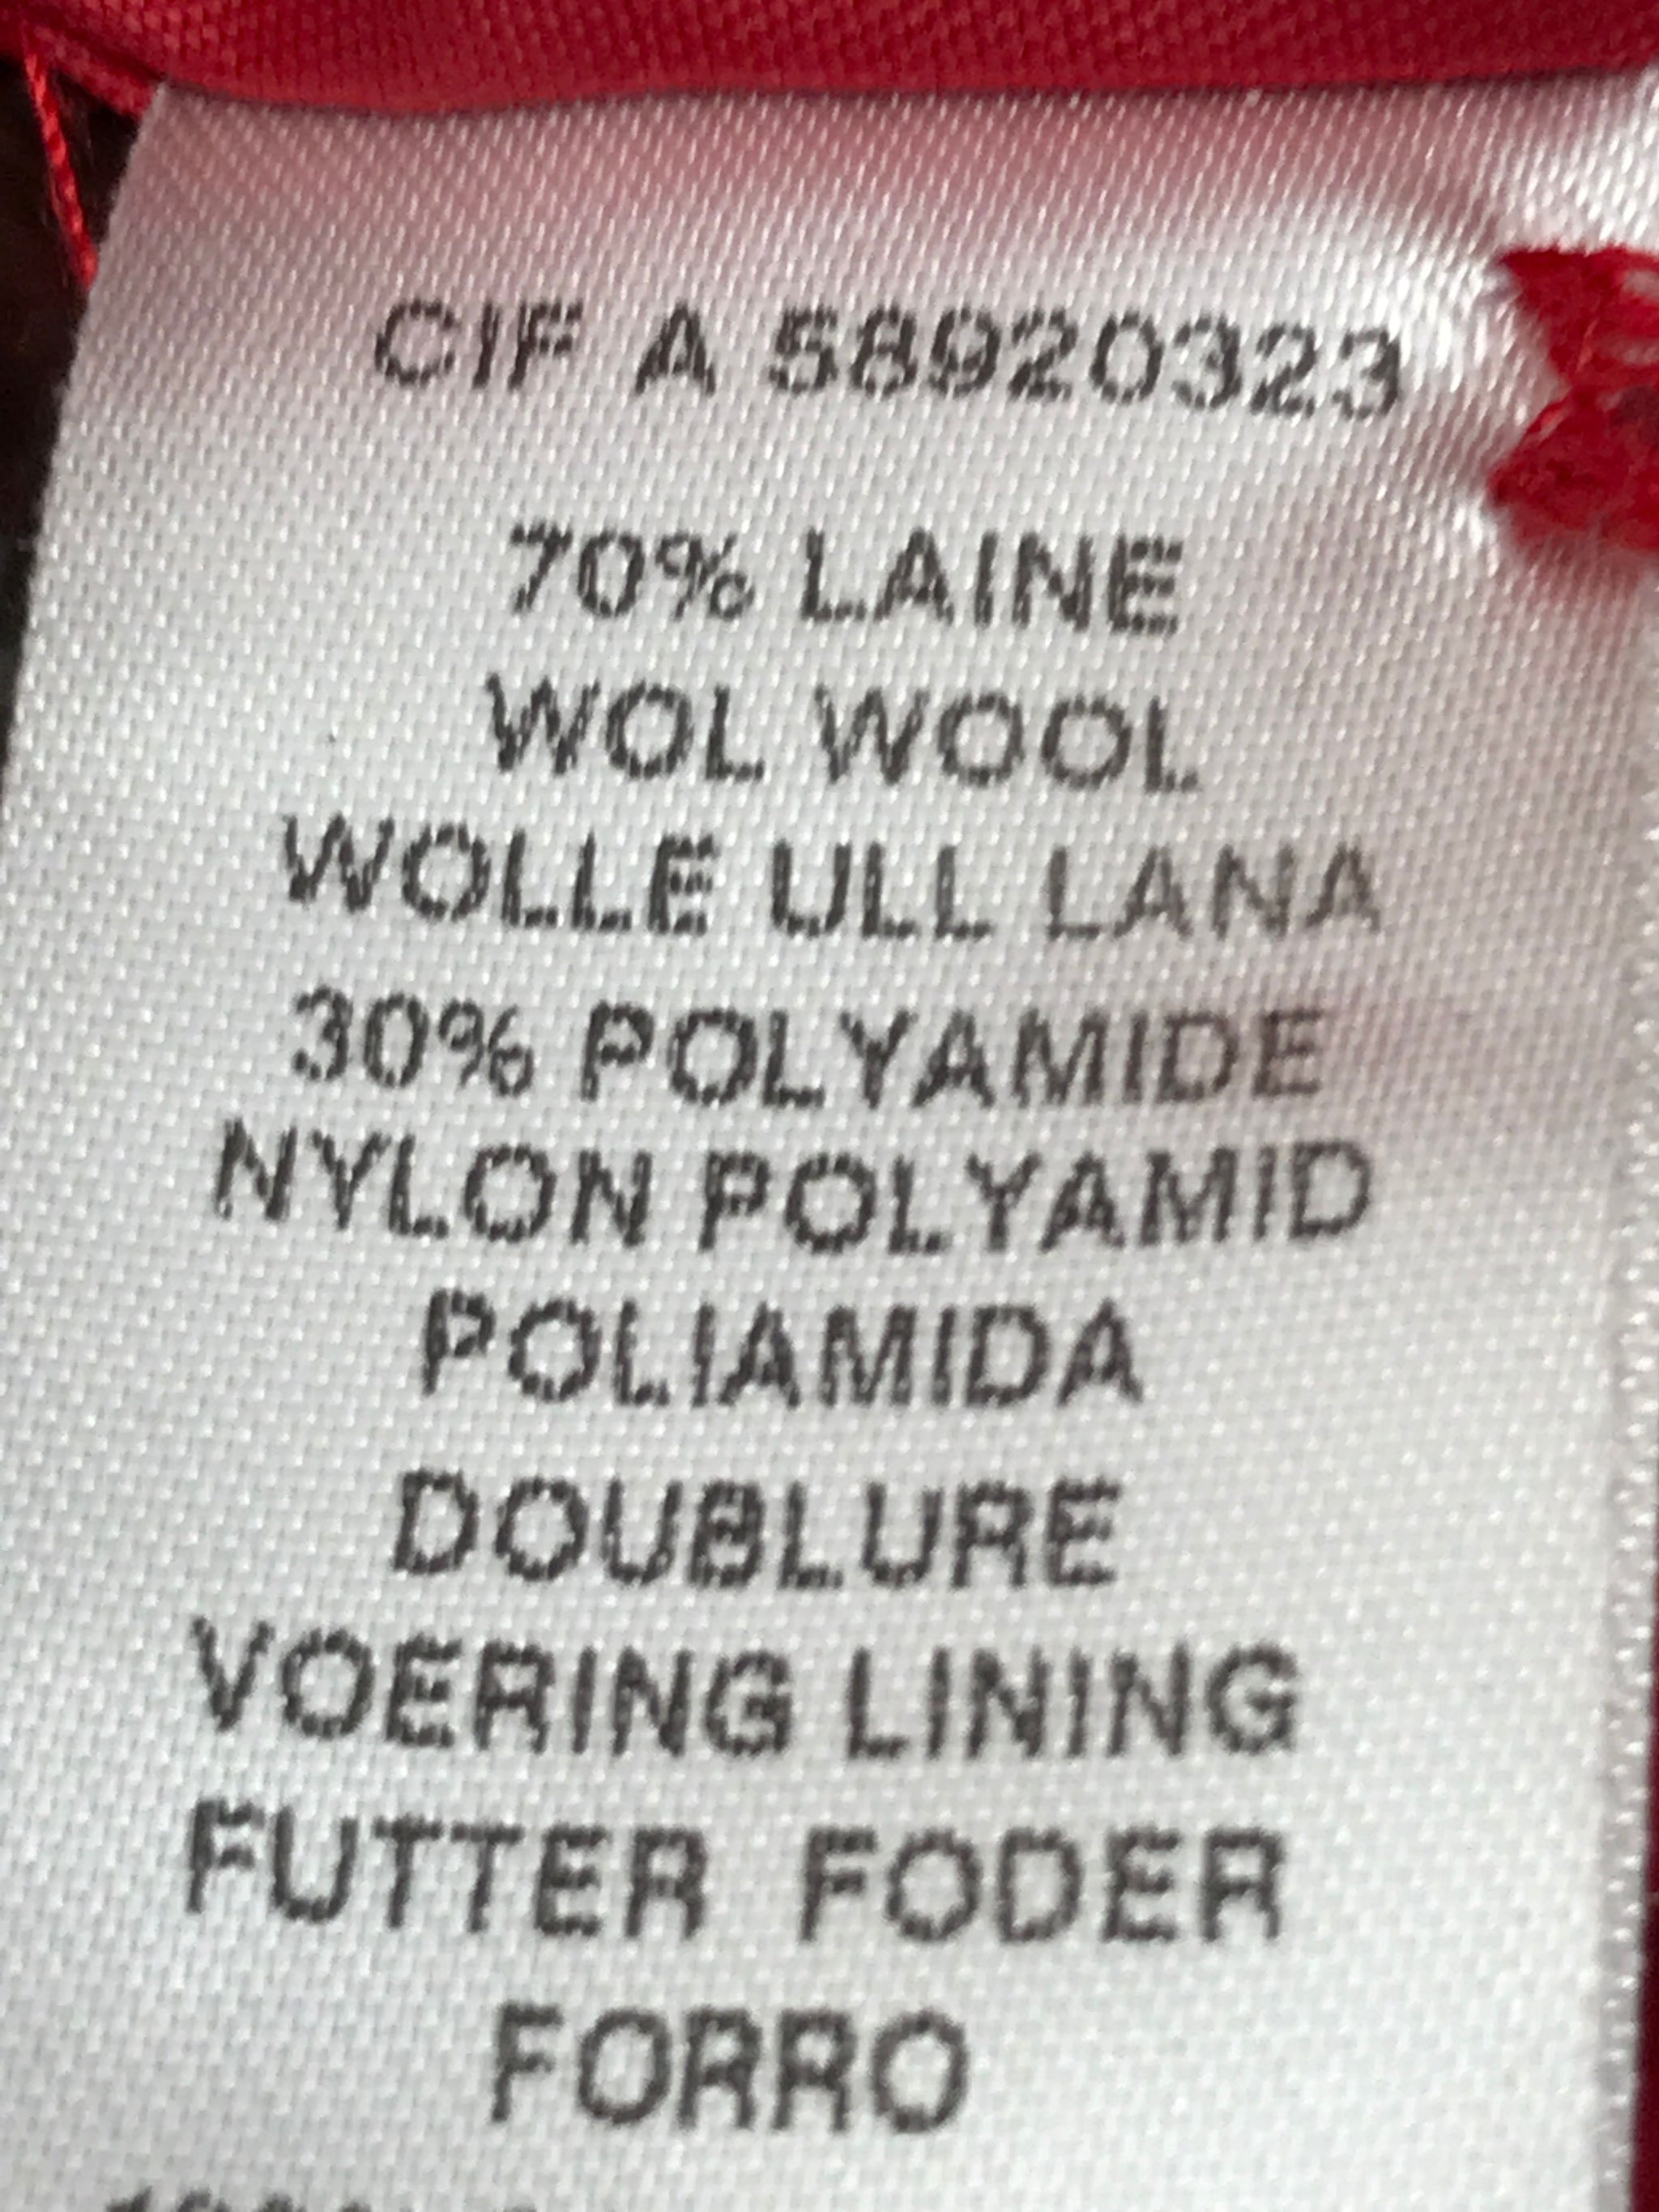 CIF A 58920323
70% LAINE
WOL WOOL
WOLLE ULL LANA
30% POLYAMIDE
NYLON POLYAMID
POLIAMIDA
DOUBLURE
VOERING LINING
FUTTER FODER
FORRO